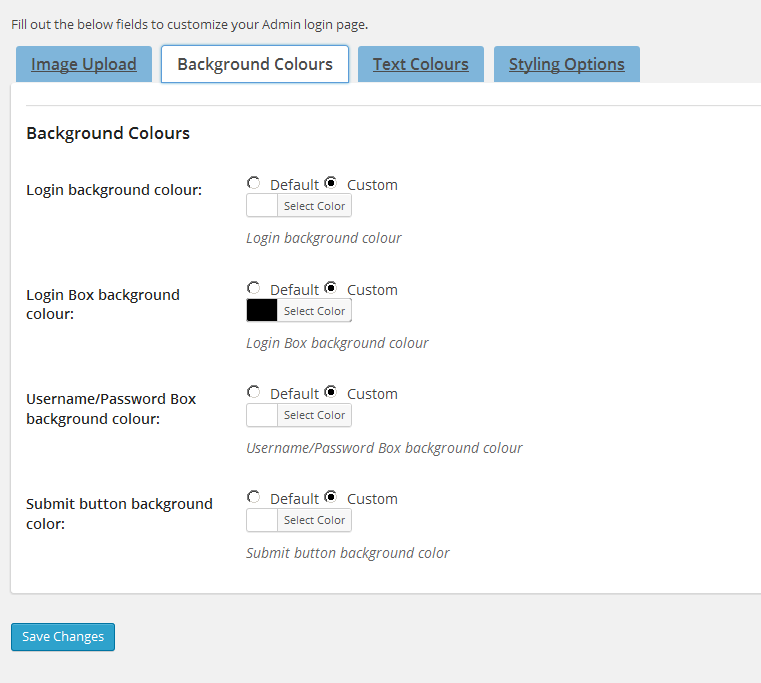 Fill out the below fields to customize your Admin login page.
Image Upload Background Colours Text Colours Styling Options
Background Colours
Login background colour:
Default Custom
Select Color
Login background colour
Login Box background
colour:
Default Custom
Select Color
Login Box background colour
Username/Password Box
background colour:
Default Custom
Select Color
Username/Password Box background colour
Submit button background
color:
Default Custom
Select Color
Submit button background color
Save Changes